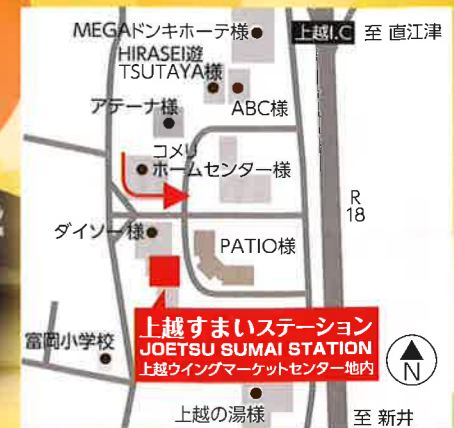 MEGAドンキホーテ様
上越I.C 至 直江津
HIRASEI遊
TSUTAYA様
アテーナ様
ABC様
コメリ
ホームセンター様
R
18
ダイソー様
PATIO様
上越すまいステーション
JOETSU SUMAI STATION
上越ウイングマーケットセンター地内
富岡小学校
N
上越の湯様
至 新井